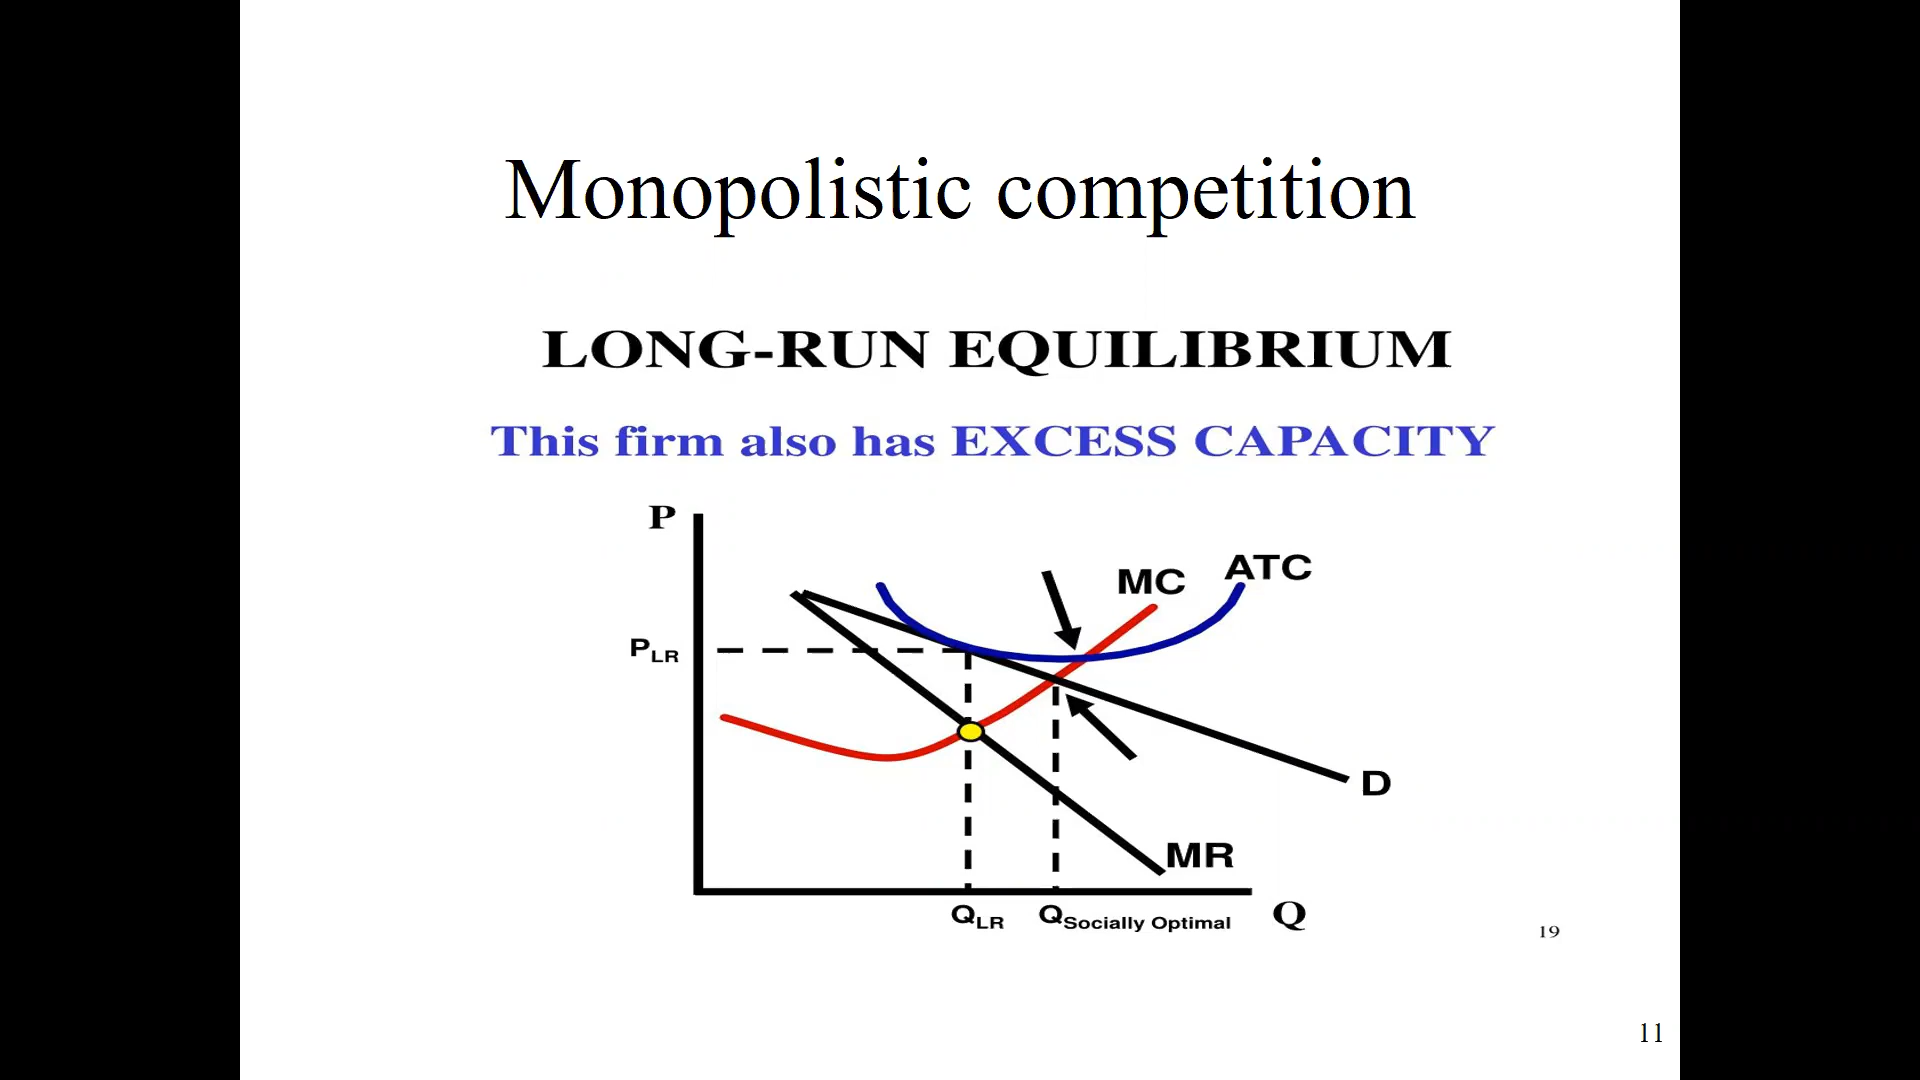 Monopolistic competition
LONG-RUN EQUILIBRIUM
This firm also has EXCESS CAPACITY
P
MC
ATC
PLR
D
MR
QLR
QSocially Optimal
Q
19
11